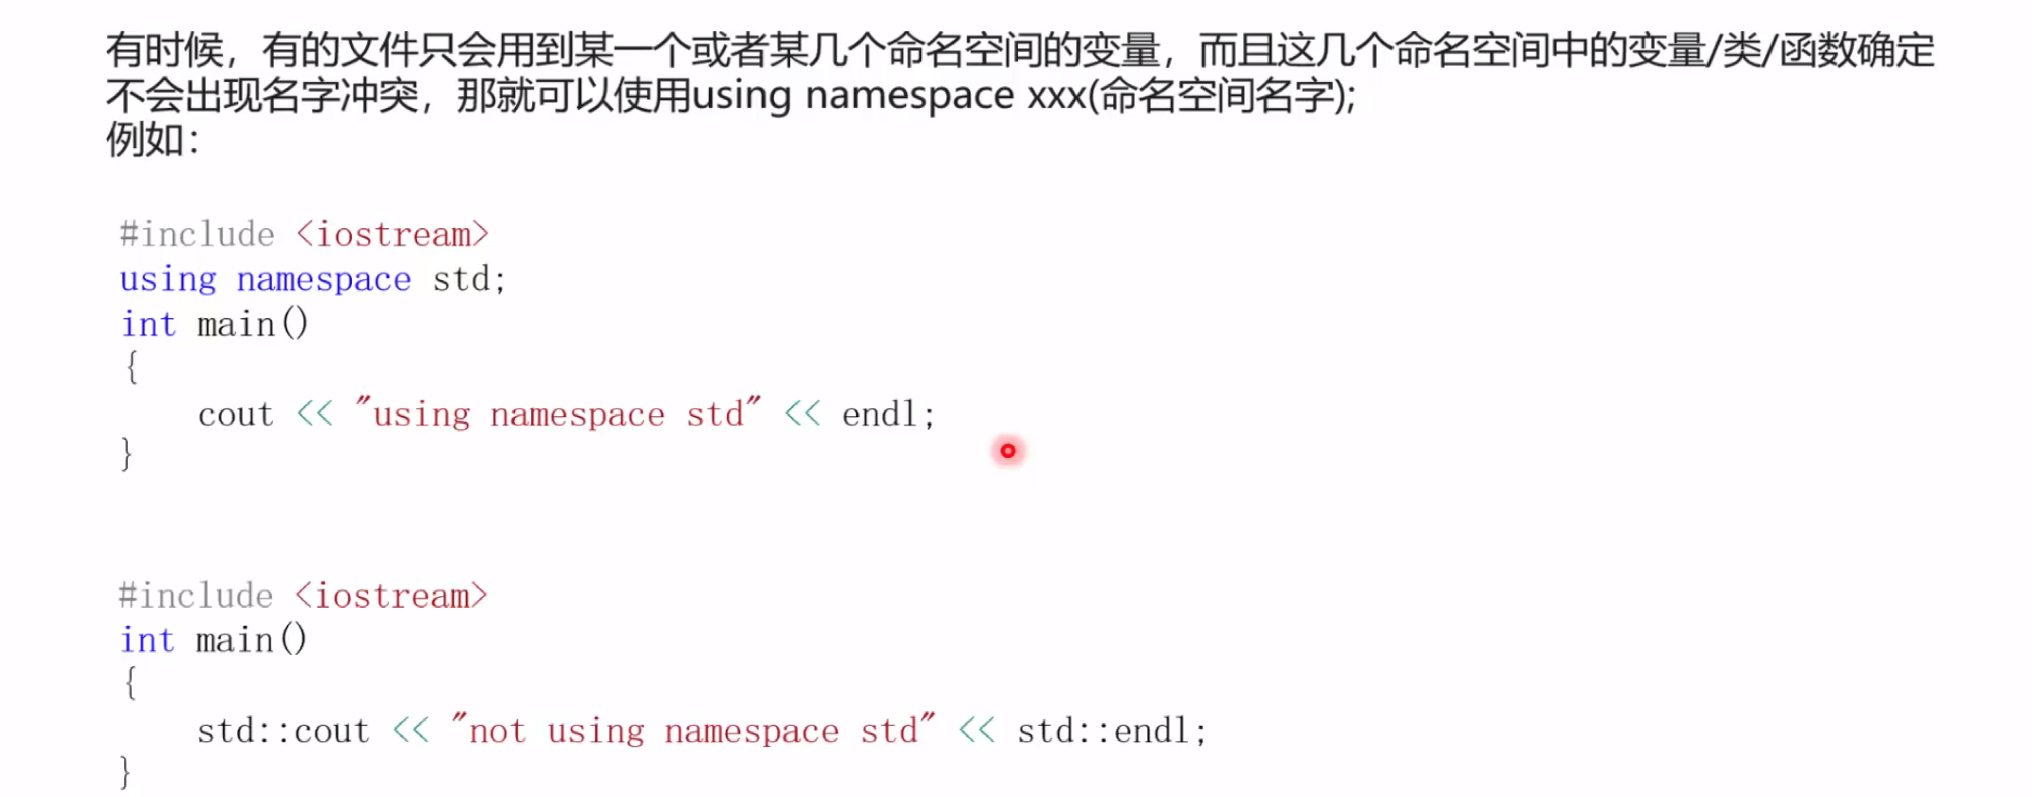 有时候，有的文件只会用到某一个或者某几个命名空间的变量，而且这几个命名空间中的变量/类/函数确定
不会出现名字冲突，那就可以使用using namespace xxx(命名空间名字);
例如：
#include <iostream>
using namespace std;
int main()
{
    cout << "using namespace std" << endl;
}
#include <iostream>
int main()
{
    std::cout << "not using namespace std" << std::endl;
}